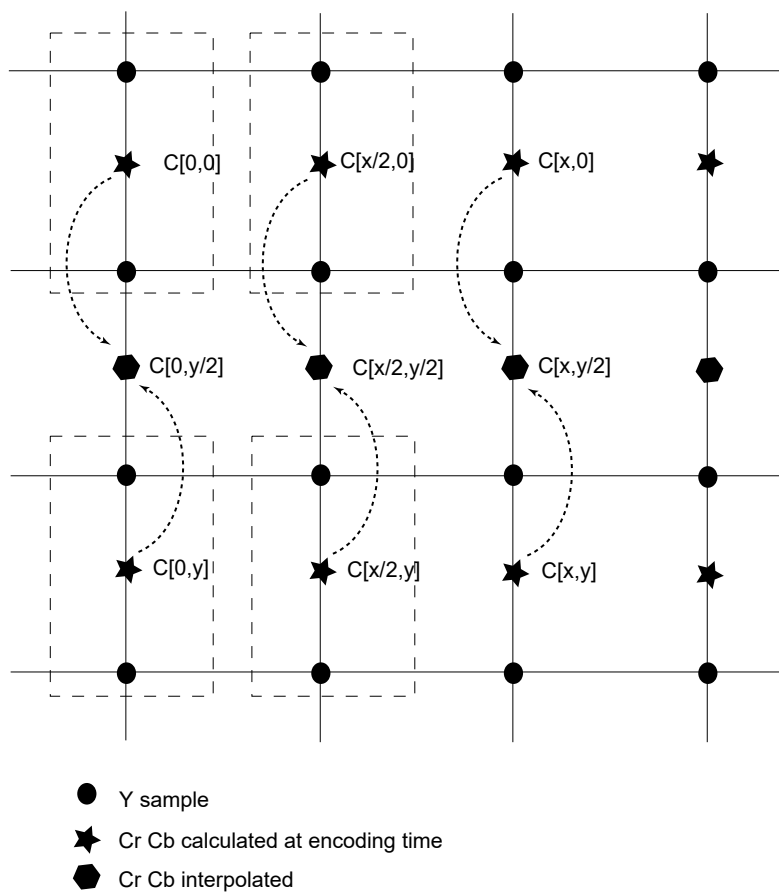 C[0,0] C[x/2,0] C[x,0]
C[0,y/2] C[x/2,y/2] C[x,y/2]
C[0,y] C[x/2,y] C[x,y]
Y sample
Cr Cb calculated at encoding time
Cr Cb interpolated